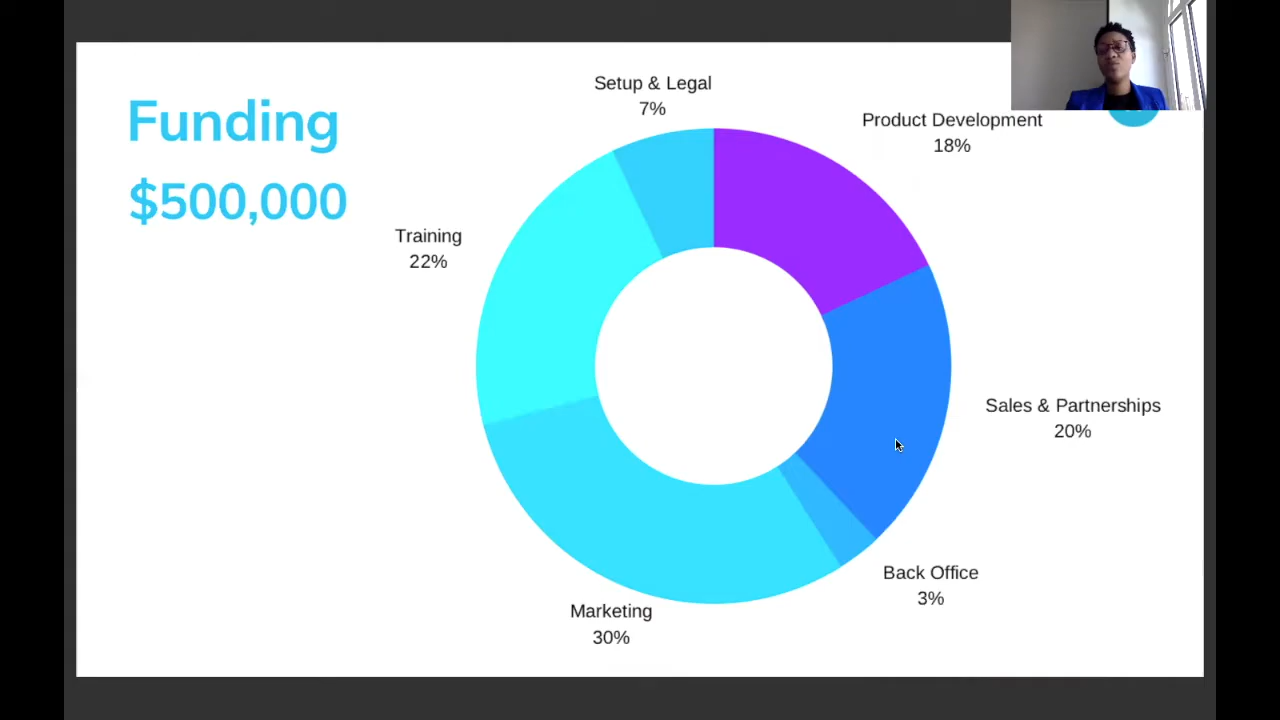 Funding
$500,000
Setup & Legal
7%
Product Development
18%
Training
22%
Sales & Partnerships
20%
Back Office
3%
Marketing
30%